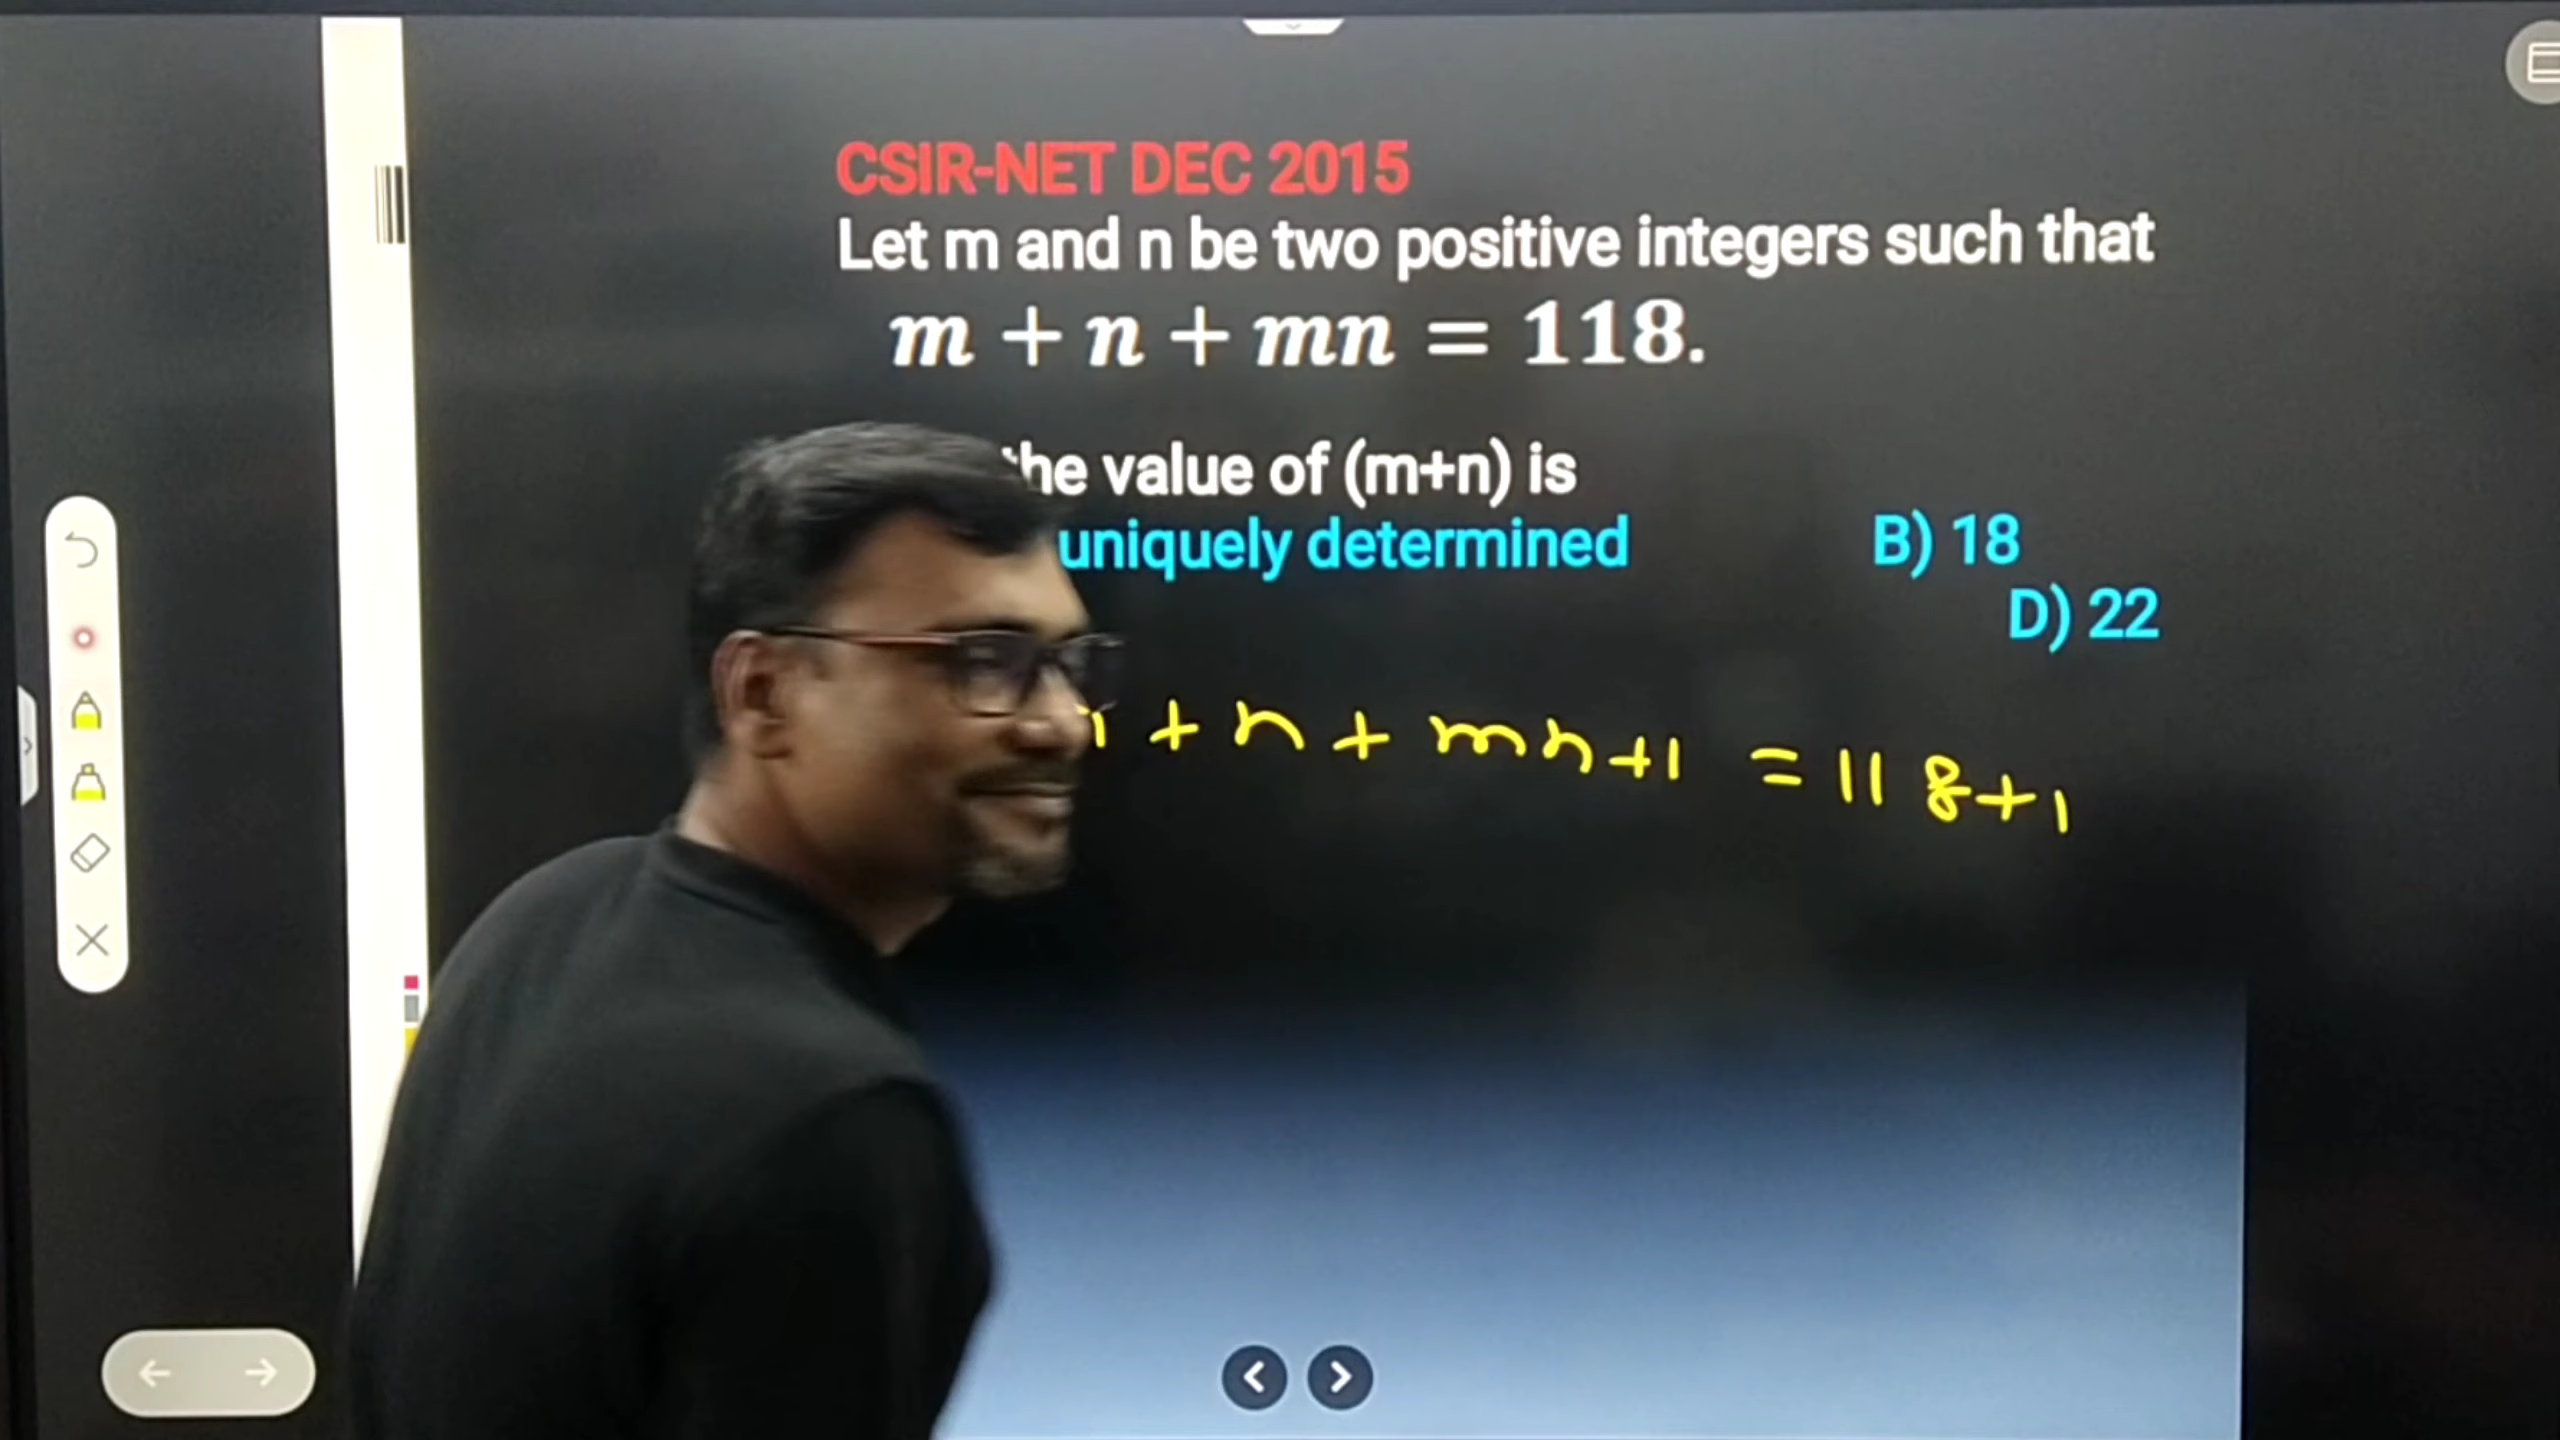 CSIR-NET DEC 2015
Let m and n be two positive integers such that
m + n + mn = 118.
the value of (m+n) is
uniquely determined B) 18
D) 22
+ n + mn+1 = 118+1